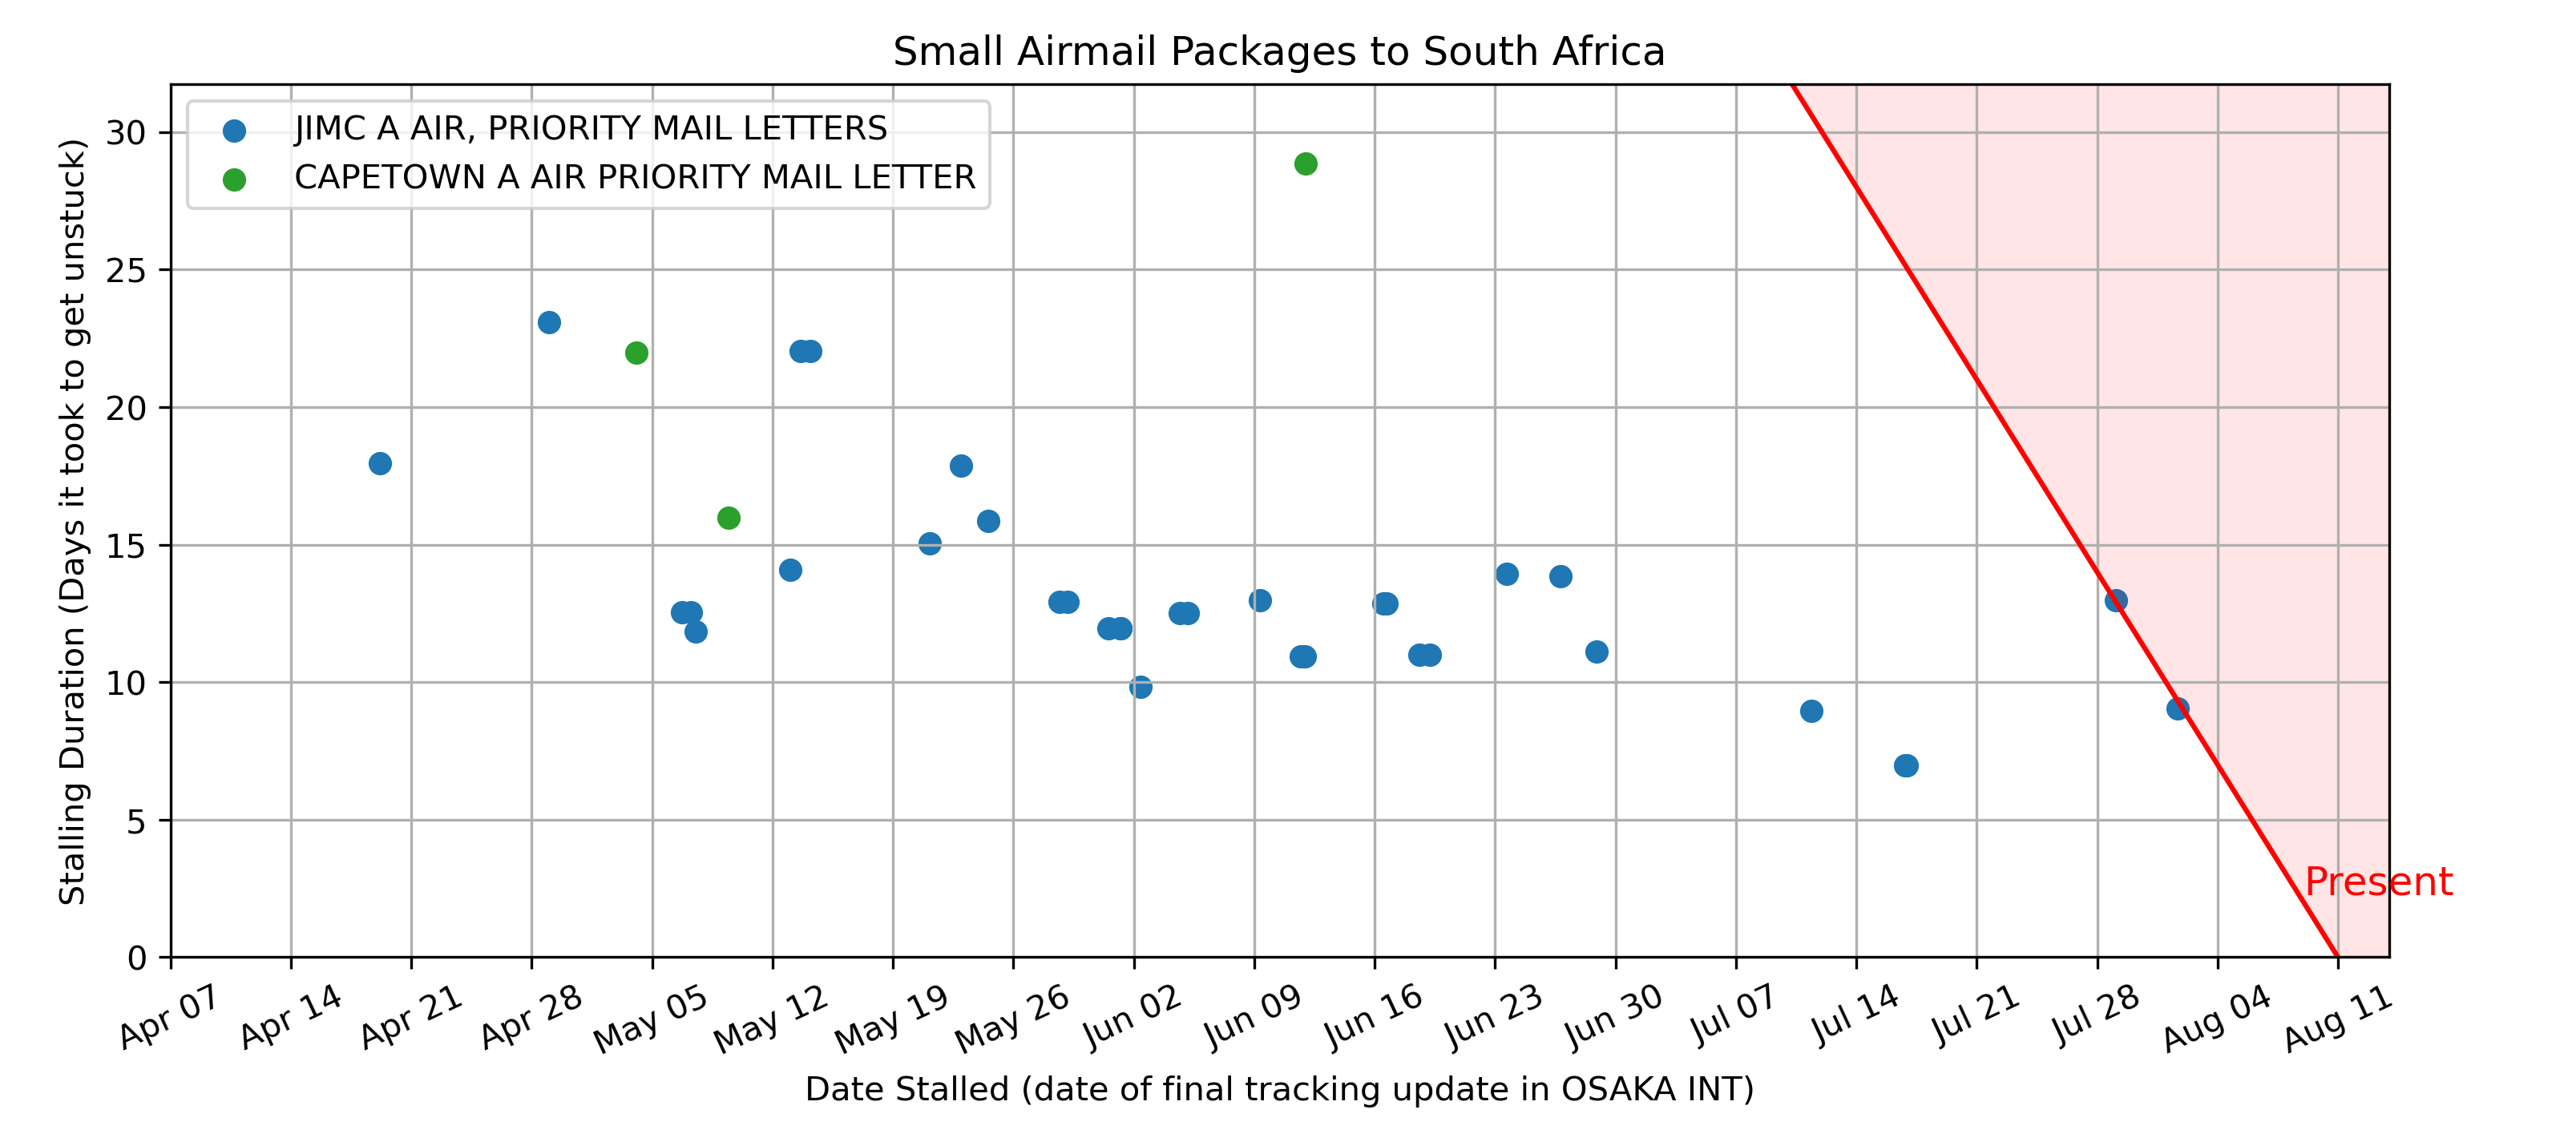 Small Airmail Packages to South Africa
JIMC A AIR, PRIORITY MAIL LETTERS
CAPETOWN A AIR PRIORITY MAIL LETTER
Stalling Duration (Days it took to get unstuck)
30
25
20
15
10
5
0
Present
Apr 07
Apr 14
Apr 21
Apr 28
May 05
May 12
May 19
May 26
Jun 02
Jun 09
Jun 16
Jun 23
Jun 30
Jul 07
Jul 14
Jul 21
Jul 28
Aug 04
Aug 11
Date Stalled (date of final tracking update in OSAKA INT)